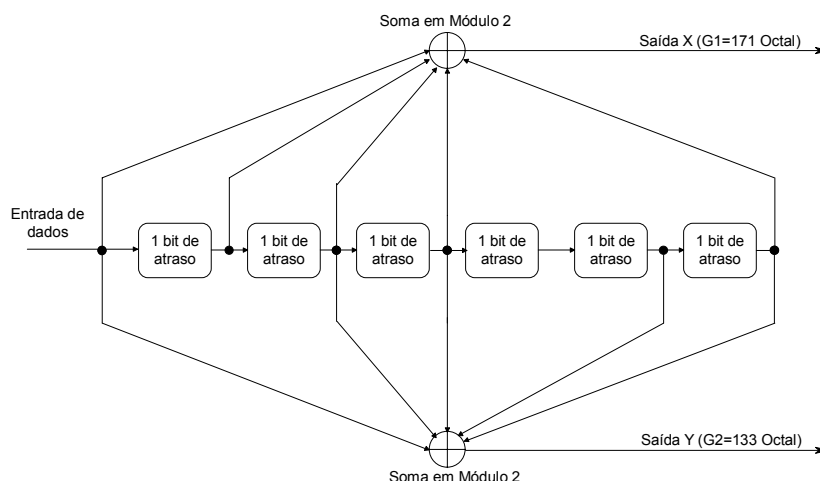 Soma em Módulo 2
Saída X (G1=171 Octal)
Entrada de
dados
1 bit de
atraso
1 bit de
atraso
1 bit de
atraso
1 bit de
atraso
1 bit de
atraso
1 bit de
atraso
Saída Y (G2=133 Octal)
Soma em Módulo 2